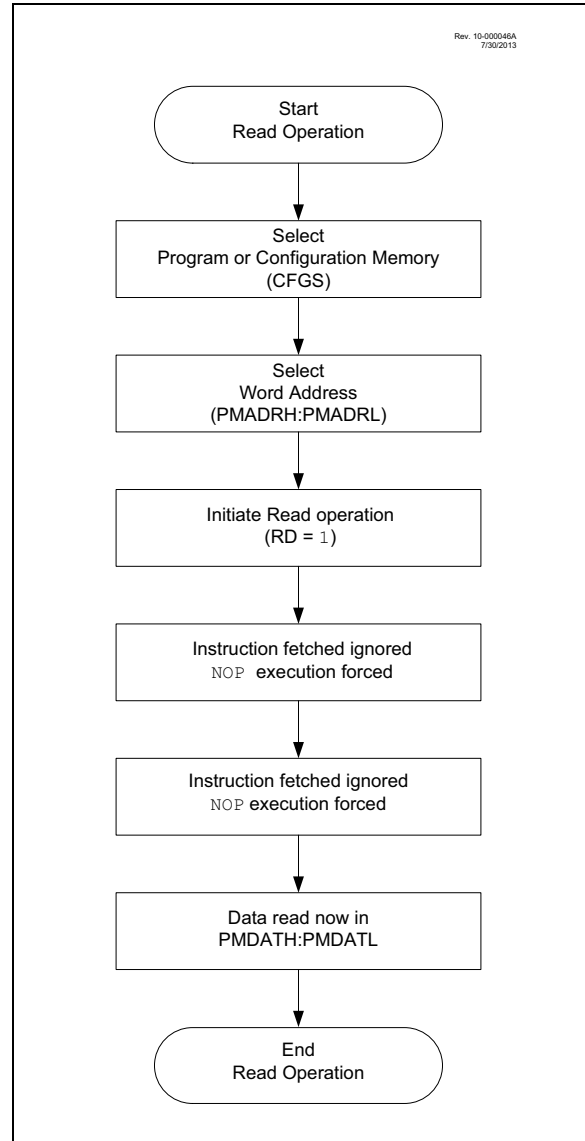 Rev. 10-000046A
7/30/2013
Start
Read Operation
Select
Program or Configuration Memory
(CFGS)
Select
Word Address
(PMADRH:PMADRL)
Initiate Read operation
(RD = 1)
Instruction fetched ignored
NOP execution forced
Instruction fetched ignored
NOP execution forced
Data read now in
PMDATH:PMDATL
End
Read Operation